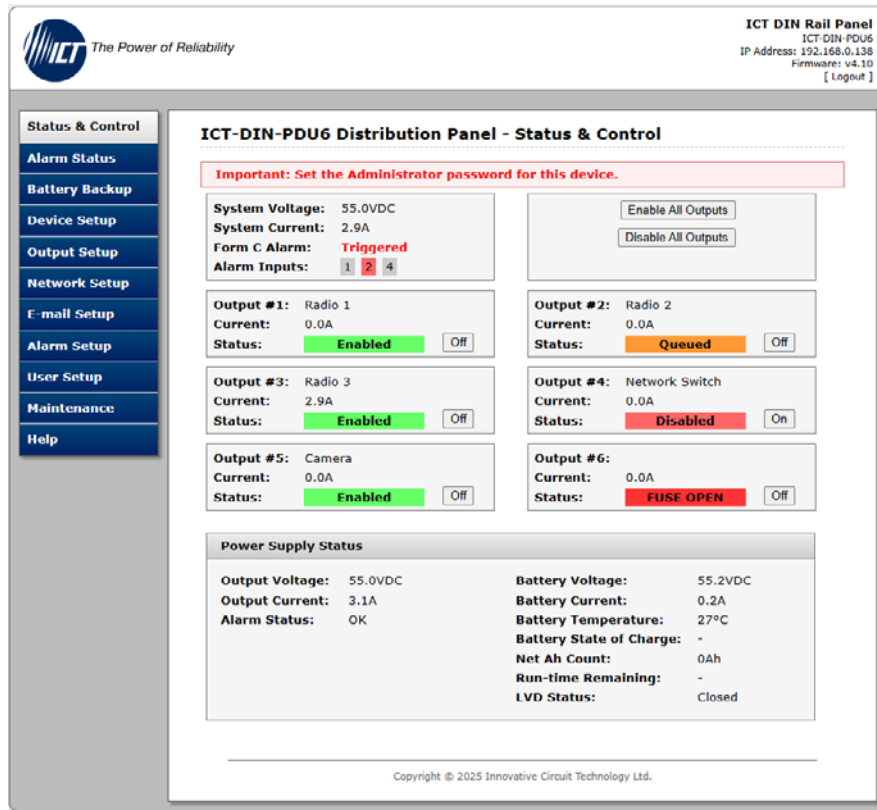 ICT The Power of Reliability
ICT DIN Rail Panel
ICT-DIN-PDU6
IP Address: 192.168.0.138
Firmware: v4.10
[ Logout ]
Status & Control
Alarm Status
Battery Backup
Device Setup
Output Setup
Network Setup
E-mail Setup
Alarm Setup
User Setup
Maintenance
Help
ICT-DIN-PDU6 Distribution Panel - Status & Control
Important: Set the Administrator password for this device.
System Voltage: 55.0VDC
System Current: 2.9A
Form C Alarm: Triggered
Alarm Inputs: 1 2 4
Enable All Outputs
Disable All Outputs
Output #1: Radio 1
Current: 0.0A
Status: Enabled Off
Output #2: Radio 2
Current: 0.0A
Status: Queued Off
Output #3: Radio 3
Current: 2.9A
Status: Enabled Off
Output #4: Network Switch
Current: 0.0A
Status: Disabled On
Output #5: Camera
Current: 0.0A
Status: Enabled Off
Output #6:
Current: 0.0A
Status: FUSE OPEN Off
Power Supply Status
Output Voltage: 55.0VDC
Output Current: 3.1A
Alarm Status: OK
Battery Voltage: 55.2VDC
Battery Current: 0.2A
Battery Temperature: 27°C
Battery State of Charge: -
Net Ah Count: 0Ah
Run-time Remaining: -
LVD Status: Closed
Copyright © 2025 Innovative Circuit Technology Ltd.